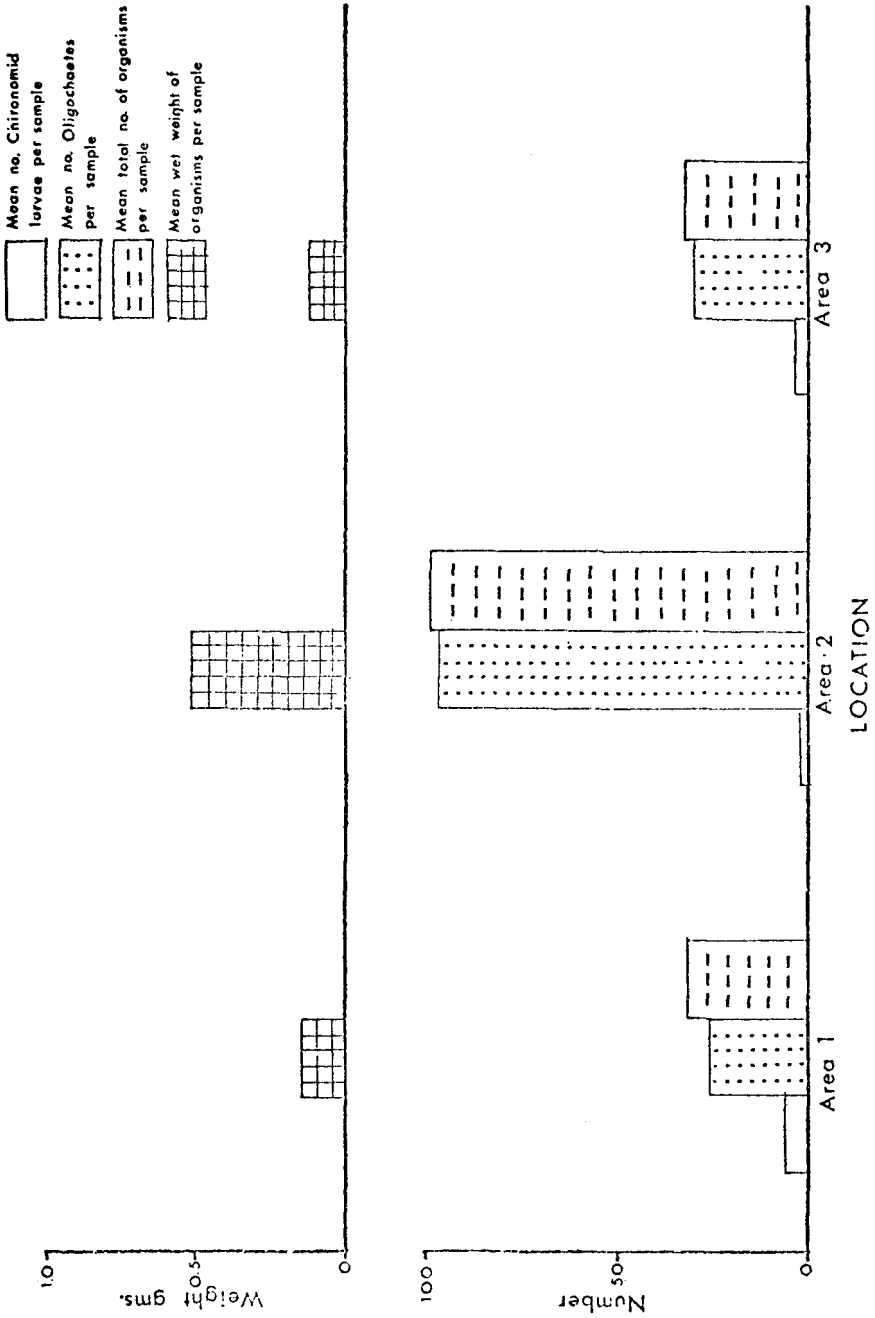 Mean no. Chironomid
larvae per sample
Mean no. Oligochaetes
per sample
Mean total no. of organisms
per sample
Mean wet weight of
organisms per sample
1.0
0.5
0
Weight gms.
100
50
0
Number
Area 1
Area 2
Area 3
LOCATION